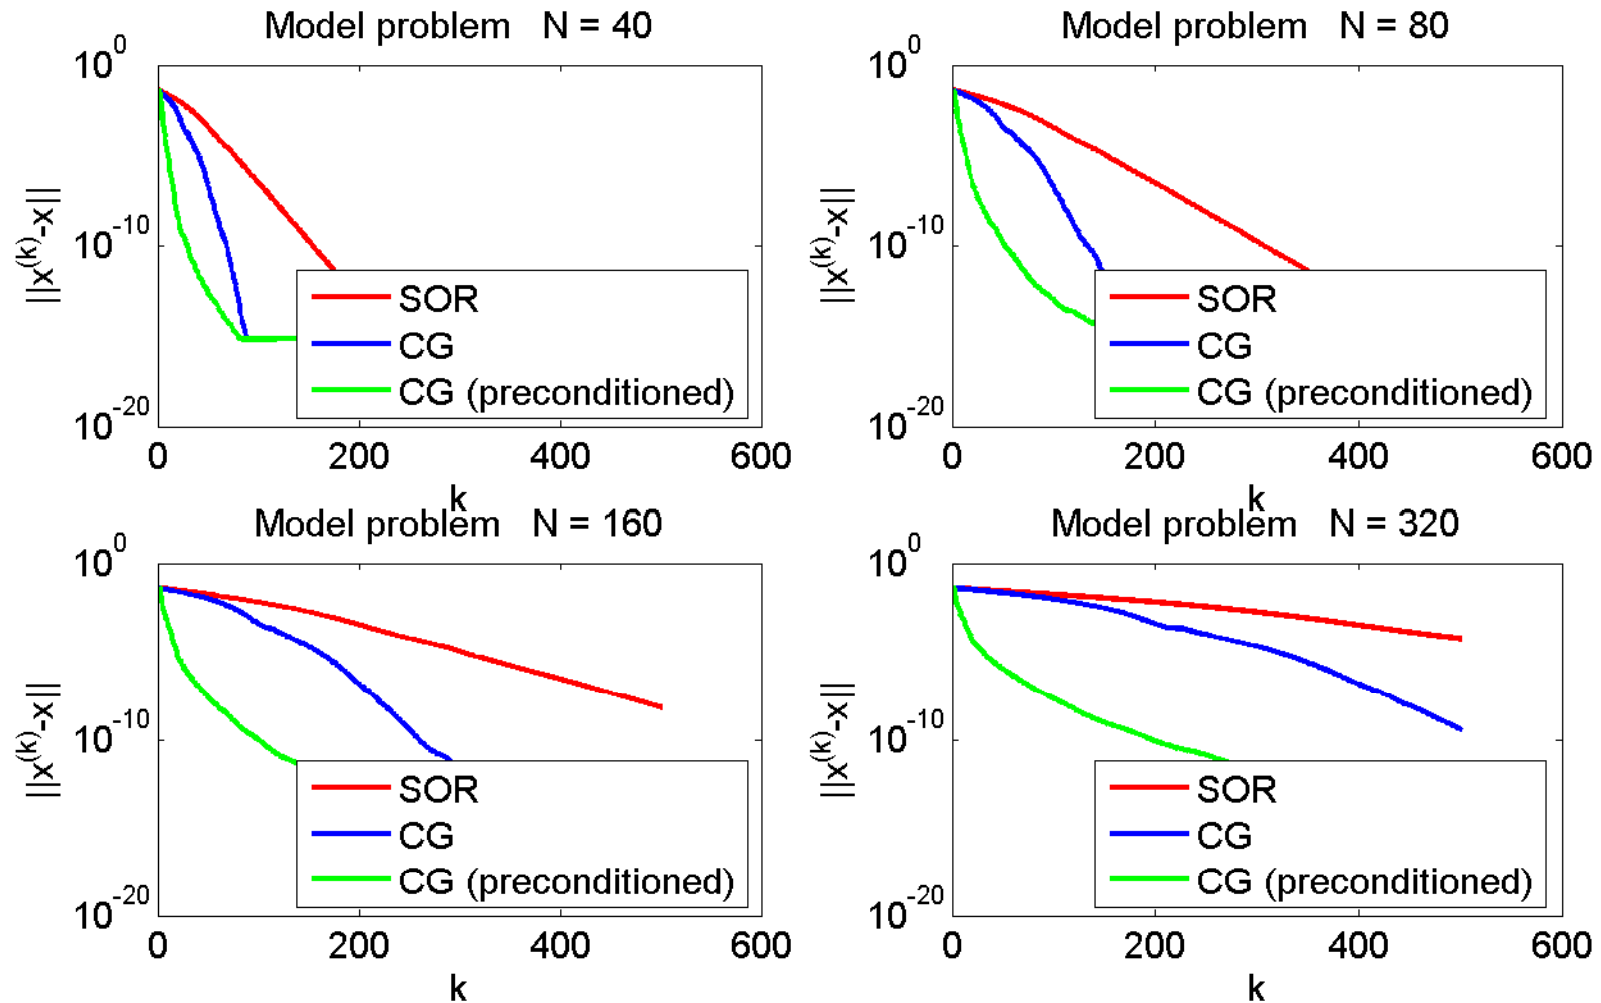 Model problem N = 40
10^0
10^-10
10^-20
||x^(k)-x||
SOR
CG
CG (preconditioned)
0 200 400 600
k
Model problem N = 80
10^0
10^-10
10^-20
||x^(k)-x||
SOR
CG
CG (preconditioned)
0 200 400 600
k
Model problem N = 160
10^0
10^-10
10^-20
||x^(k)-x||
SOR
CG
CG (preconditioned)
0 200 400 600
k
Model problem N = 320
10^0
10^-10
10^-20
||x^(k)-x||
SOR
CG
CG (preconditioned)
0 200 400 600
k